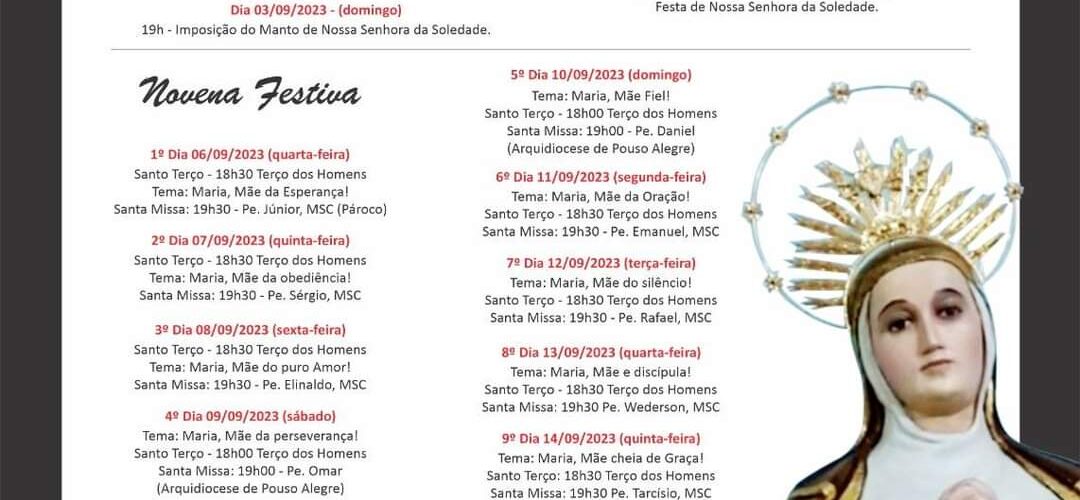 Dia 03/09/2023 - (domingo)
19h - Imposição do Manto de Nossa Senhora da Soledade.
Festa de Nossa Senhora da Soledade.
Novena Festiva
1º Dia 06/09/2023 (quarta-feira)
Santo Terço - 18h30 Terço dos Homens
Tema: Maria, Mãe da Esperança!
Santa Missa: 19h30 - Pe. Júnior, MSC (Pároco)
2º Dia 07/09/2023 (quinta-feira)
Santo Terço - 18h30 Terço dos Homens
Tema: Maria, Mãe da obediência!
Santa Missa: 19h30 - Pe. Sérgio, MSC
3º Dia 08/09/2023 (sexta-feira)
Santo Terço - 18h30 Terço dos Homens
Tema: Maria, Mãe do puro Amor!
Santa Missa: 19h30 - Pe. Elinaldo, MSC
4º Dia 09/09/2023 (sábado)
Tema: Maria, Mãe da perseverança!
Santo Terço - 18h00 Terço dos Homens
Santa Missa: 19h00 - Pe. Omar
(Arquidiocese de Pouso Alegre)
5º Dia 10/09/2023 (domingo)
Tema: Maria, Mãe Fiel!
Santo Terço - 18h00 Terço dos Homens
Santa Missa: 19h00 - Pe. Daniel
(Arquidiocese de Pouso Alegre)
6º Dia 11/09/2023 (segunda-feira)
Tema: Maria, Mãe da Oração!
Santo Terço - 18h30 Terço dos Homens
Santa Missa: 19h30 - Pe. Emanuel, MSC
7º Dia 12/09/2023 (terça-feira)
Tema: Maria, Mãe do silêncio!
Santo Terço - 18h30 Terço dos Homens
Santa Missa: 19h30 - Pe. Rafael, MSC
8º Dia 13/09/2023 (quarta-feira)
Tema: Maria, Mãe e discípula!
Santo Terço - 18h30 Terço dos Homens
Santa Missa: 19h30 Pe. Wederson, MSC
9º Dia 14/09/2023 (quinta-feira)
Tema: Maria, Mãe cheia de Graça!
Santo Terço: 18h30 Terço dos Homens
Santa Missa: 19h30 Pe. Tarcísio, MSC